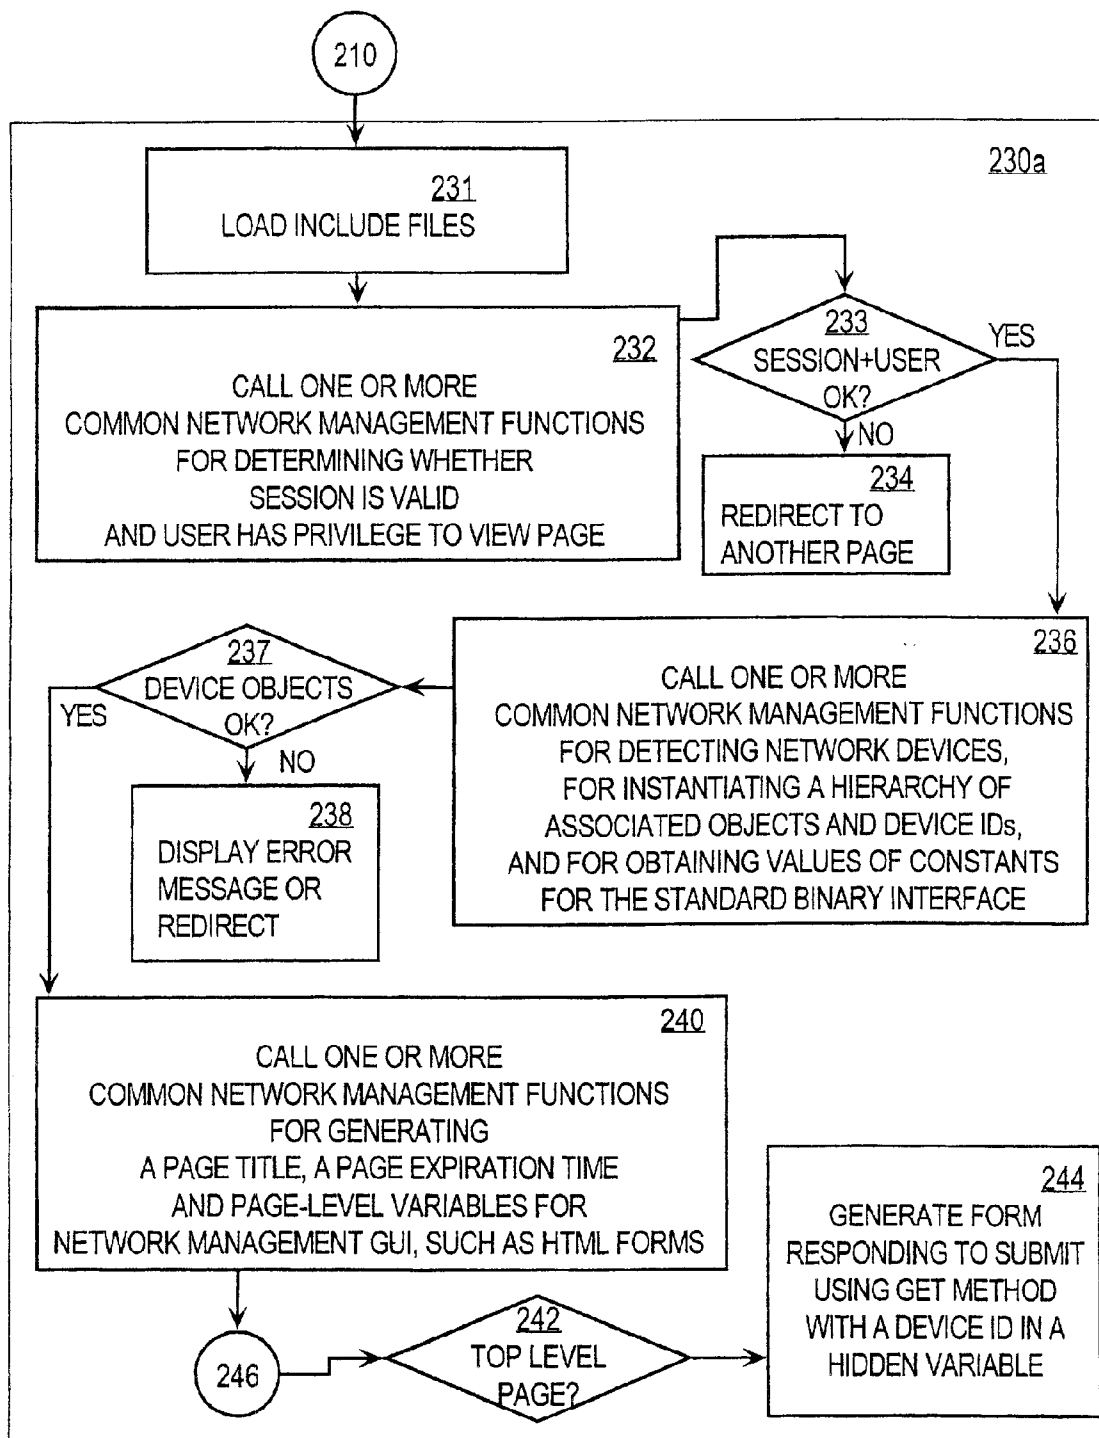 210
230a
231
LOAD INCLUDE FILES
232
CALL ONE OR MORE
COMMON NETWORK MANAGEMENT FUNCTIONS
FOR DETERMINING WHETHER
SESSION IS VALID
AND USER HAS PRIVILEGE TO VIEW PAGE
233
SESSION+USER
OK?
YES
NO
234
REDIRECT TO
ANOTHER PAGE
236
CALL ONE OR MORE
COMMON NETWORK MANAGEMENT FUNCTIONS
FOR DETECTING NETWORK DEVICES,
FOR INSTANTIATING A HIERARCHY OF
ASSOCIATED OBJECTS AND DEVICE IDs,
AND FOR OBTAINING VALUES OF CONSTANTS
FOR THE STANDARD BINARY INTERFACE
237
DEVICE OBJECTS
OK?
YES
NO
238
DISPLAY ERROR
MESSAGE OR
REDIRECT
240
CALL ONE OR MORE
COMMON NETWORK MANAGEMENT FUNCTIONS
FOR GENERATING
A PAGE TITLE, A PAGE EXPIRATION TIME
AND PAGE-LEVEL VARIABLES FOR
NETWORK MANAGEMENT GUI, SUCH AS HTML FORMS
246
242
TOP LEVEL
PAGE?
244
GENERATE FORM
RESPONDING TO SUBMIT
USING GET METHOD
WITH A DEVICE ID IN A
HIDDEN VARIABLE